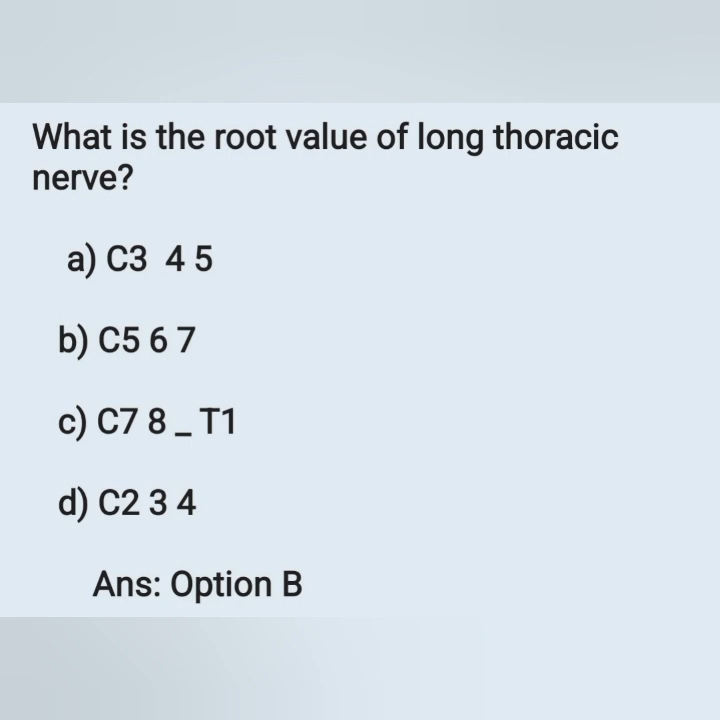 What is the root value of long thoracic
nerve?
a) C3 4 5
b) C5 6 7
c) C7 8 _ T1
d) C2 3 4
Ans: Option B